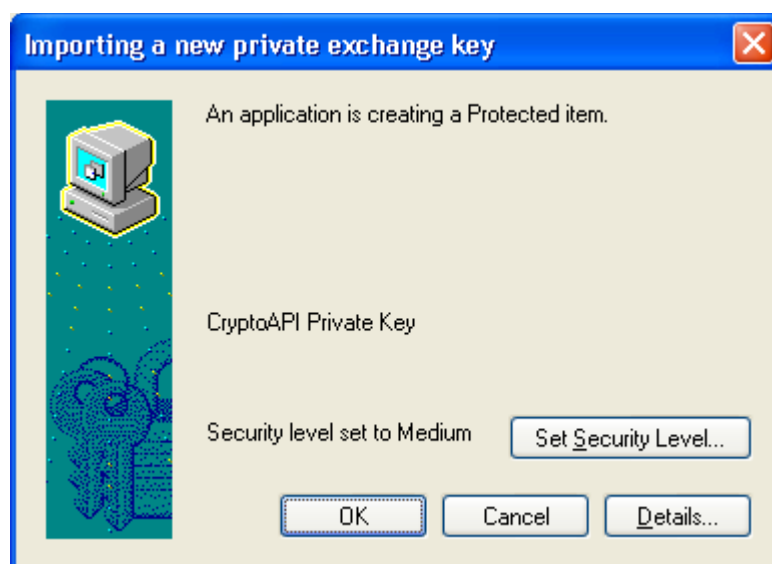 Importing a new private exchange key
An application is creating a Protected item.
CryptoAPI Private Key
Security level set to Medium
Set Security Level...
OK
Cancel
Details...